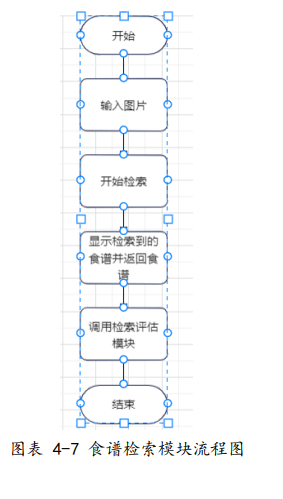 开始
输入图片
开始检索
显示检索到的
食谱并返回食
谱
调用检索评估
模块
结束
图表 4-7 食谱检索模块流程图